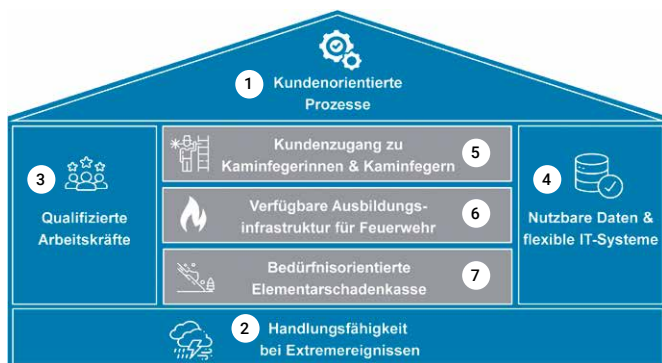 1 Kundenorientierte
Prozesse
3
Qualifizierte
Arbeitskräfte
Kundenzugang zu
Kaminfegerinnen & Kaminfegern 5
Verfügbare Ausbildungs-
infrastruktur für Feuerwehr 6
Bedürfnisorientierte
Elementarschadenkasse 7
4
Nutzbare Daten &
flexible IT-Systeme
2 Handlungsfähigkeit
bei Extremereignissen